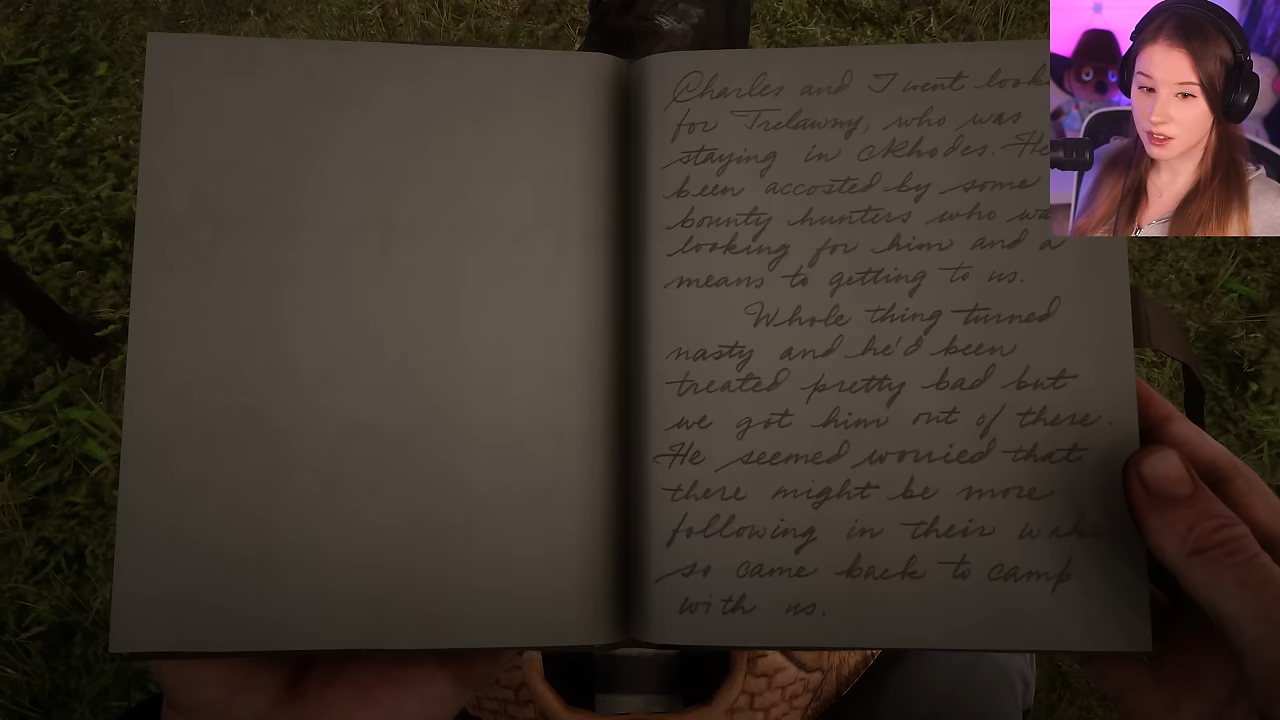 Charles and I went look
for Trelawny, who was
staying in Rhodes. He
been accosted by some
bounty hunters who wa
looking for him and a
means to getting to us.
Whole thing turned
nasty and he'd been
treated pretty bad but
we got him out of there.
He seemed worried that
there might be more
following in their wake
so came back to camp
with us.